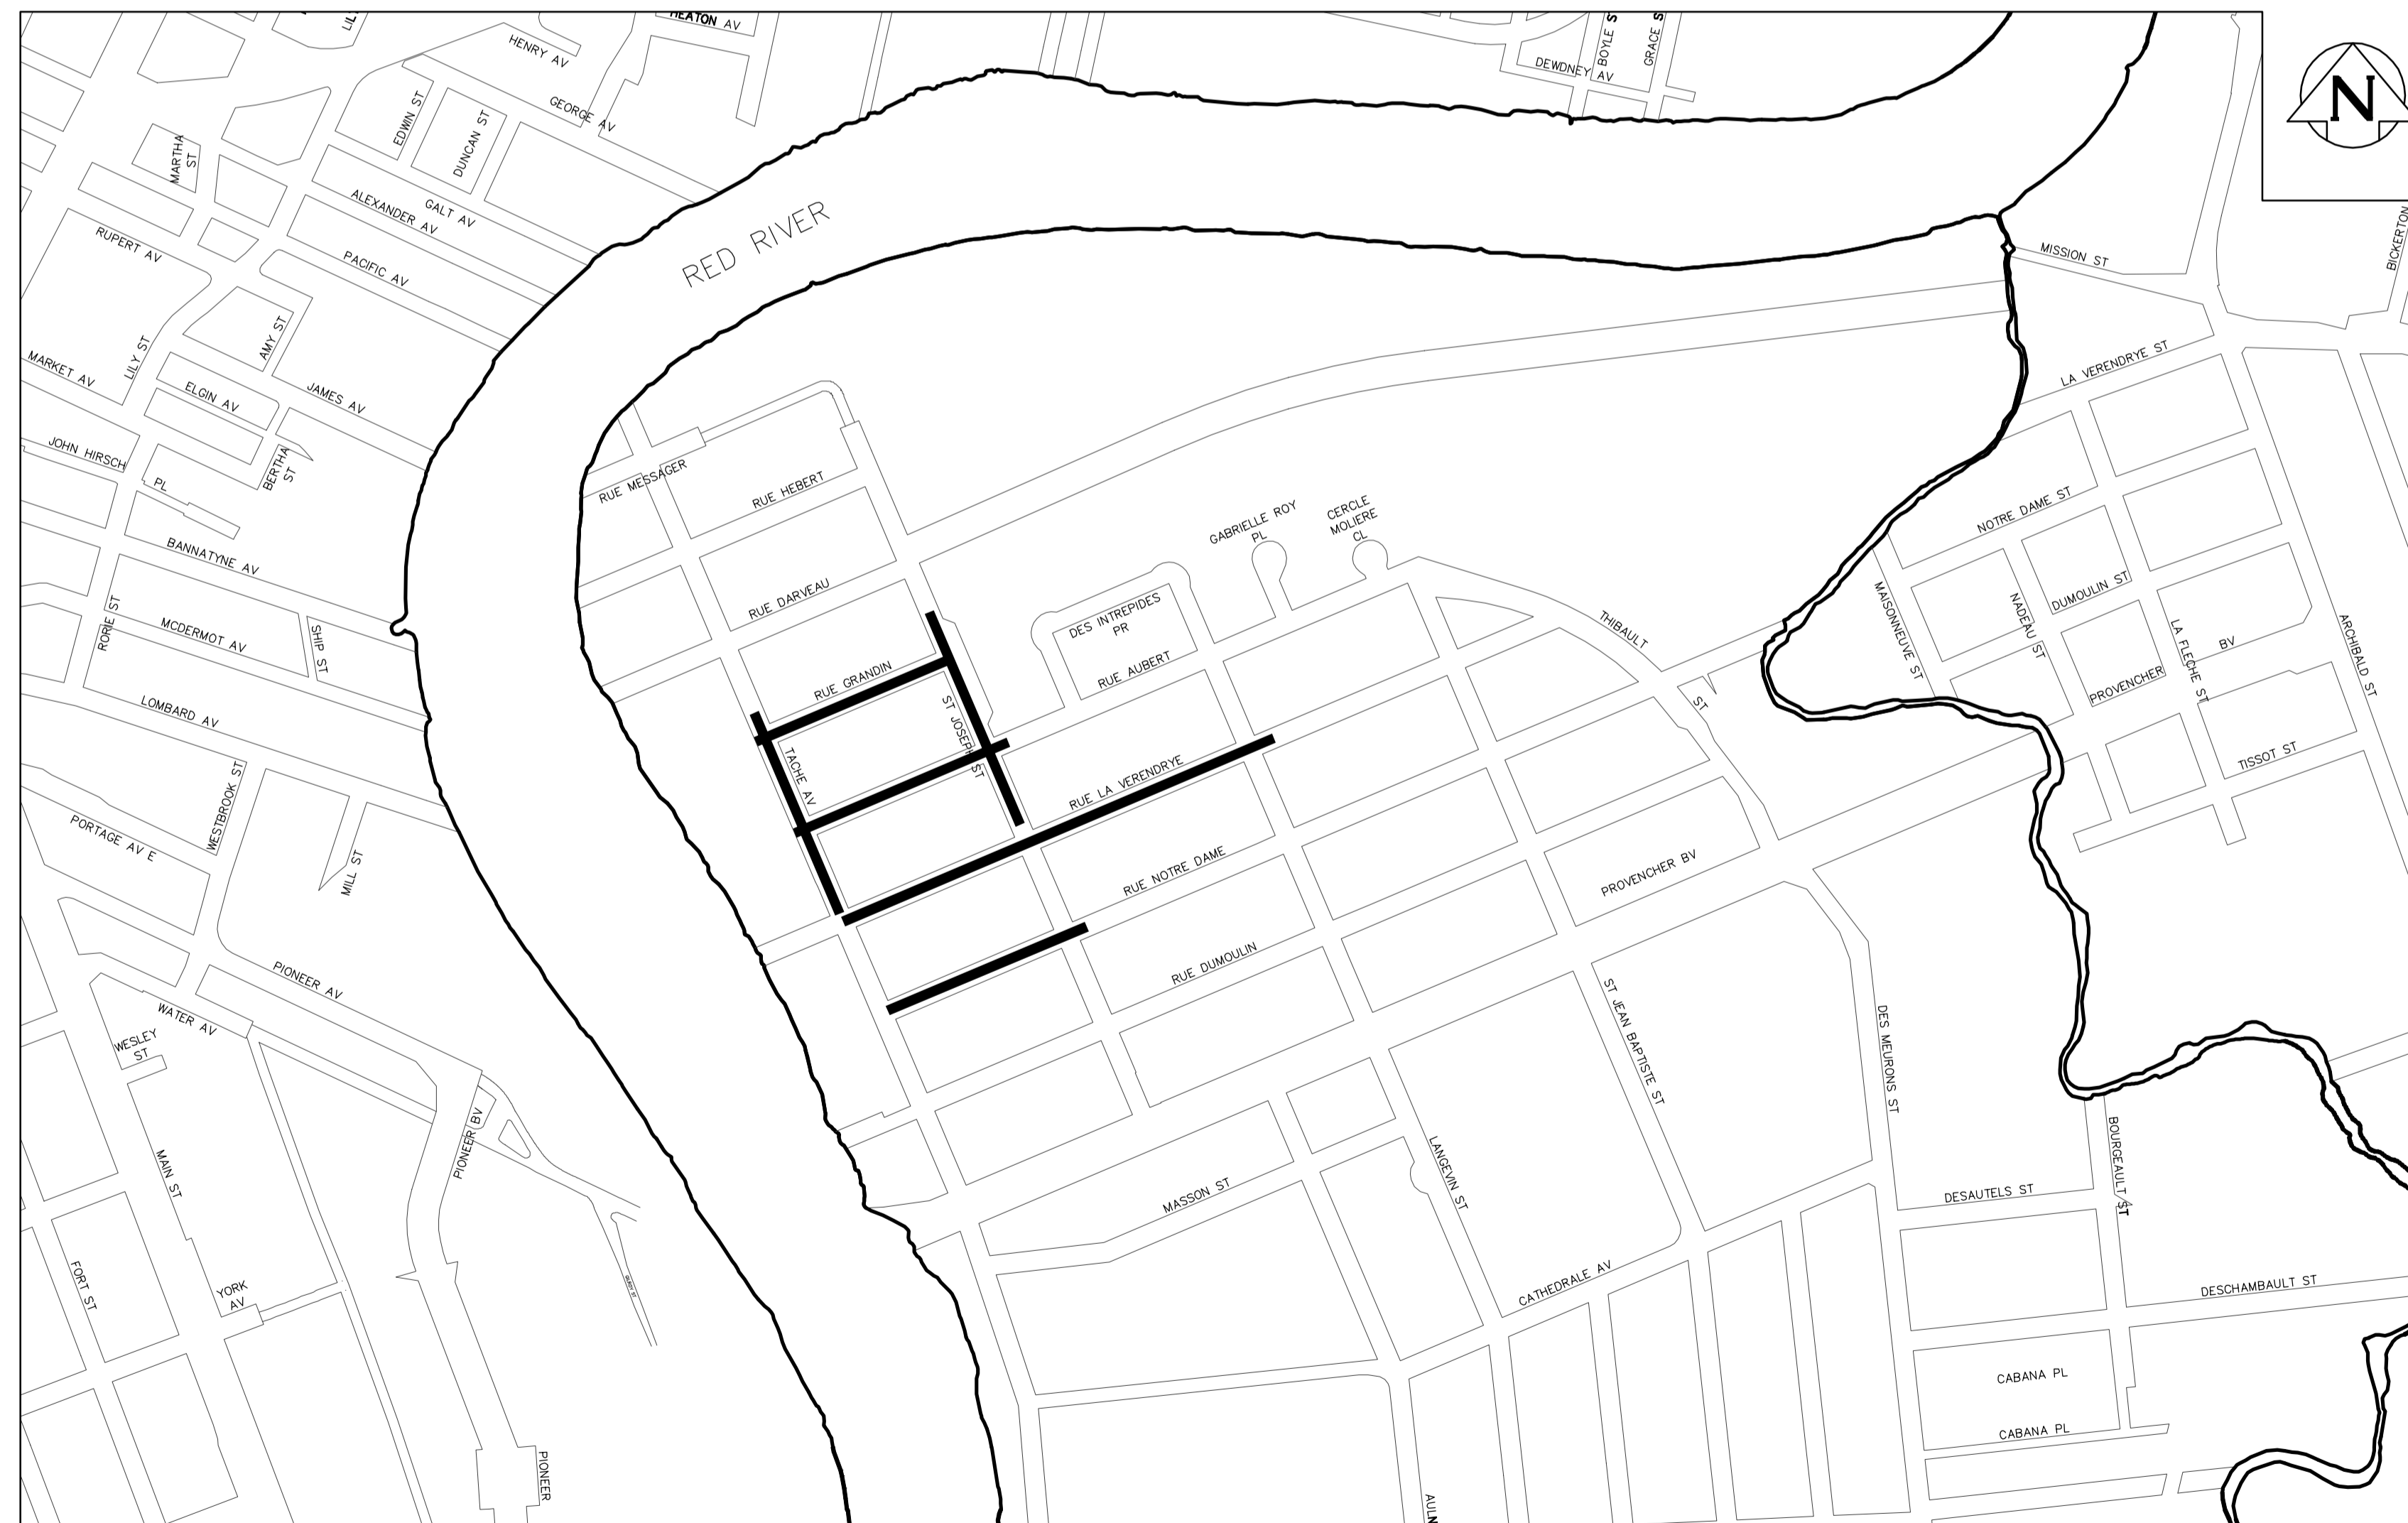 HEATON AV
BOYLE S
GRACE S
HENRY AV
DEWDNEY AV
N
EDWIN ST
DUNCAN ST
GEORGE AV
MARTHA
ST
ALEXANDER AV
GALT AV
RUPERT AV
PACIFIC AV
RED RIVER
MISSION ST
BICKERTON
LILY ST
AMY ST
MARKET AV
ELGIN AV
JAMES AV
LA VERENDRYE ST
JOHN HIRSCH
PL
BERTHA
ST
RUE MESSAGER
RUE HEBERT
GABRIELLE ROY
PL
CERCLE
MOLIERE
CL
NOTRE DAME ST
BANNATYNE AV
RUE DARVEAU
DES INTREPIDES
PR
THIBAULT
ST
MAISONNEUVE ST
NADEAU ST
DUMOULIN ST
LA FLECHE ST
ARCHIBALD ST
RORIE ST
MCDERMOT AV
SHIP ST
RUE GRANDIN
RUE AUBERT
PROVENCHER
BV
LOMBARD AV
ST JOSEPH ST
TACHE AV
RUE LA VERENDRYE
TISSOT ST
WESTBROOK ST
PORTAGE AV E
MILL ST
RUE NOTRE DAME
PROVENCHER BV
RUE DUMOULIN
PIONEER AV
WATER AV
WESLEY
ST
ST JEAN BAPTISTE ST
DES MEURONS ST
PIONEER BV
MAIN ST
MASSON ST
LANGEVIN ST
BOURGEAULT ST
DESAUTELS ST
FORT ST
YORK
AV
CATHEDRALE AV
DESCHAMBAULT ST
CABANA PL
CABANA PL
PIONEER
AULN